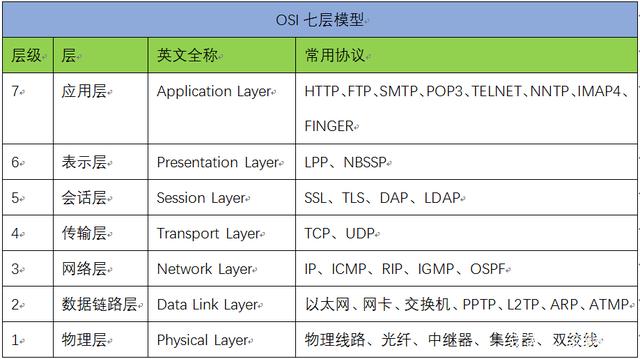 OSI 七层模型
层级 层 英文全称 常用协议
7 应用层 Application Layer HTTP、FTP、SMTP、POP3、TELNET、NNTP、IMAP4、
FINGER
6 表示层 Presentation Layer LPP、NBSSP
5 会话层 Session Layer SSL、TLS、DAP、LDAP
4 传输层 Transport Layer TCP、UDP
3 网络层 Network Layer IP、ICMP、RIP、IGMP、OSPF
2 数据链路层 Data Link Layer 以太网、网卡、交换机、PPTP、L2TP、ARP、ATMP
1 物理层 Physical Layer 物理线路、光纤、中继器、集线器、双绞线